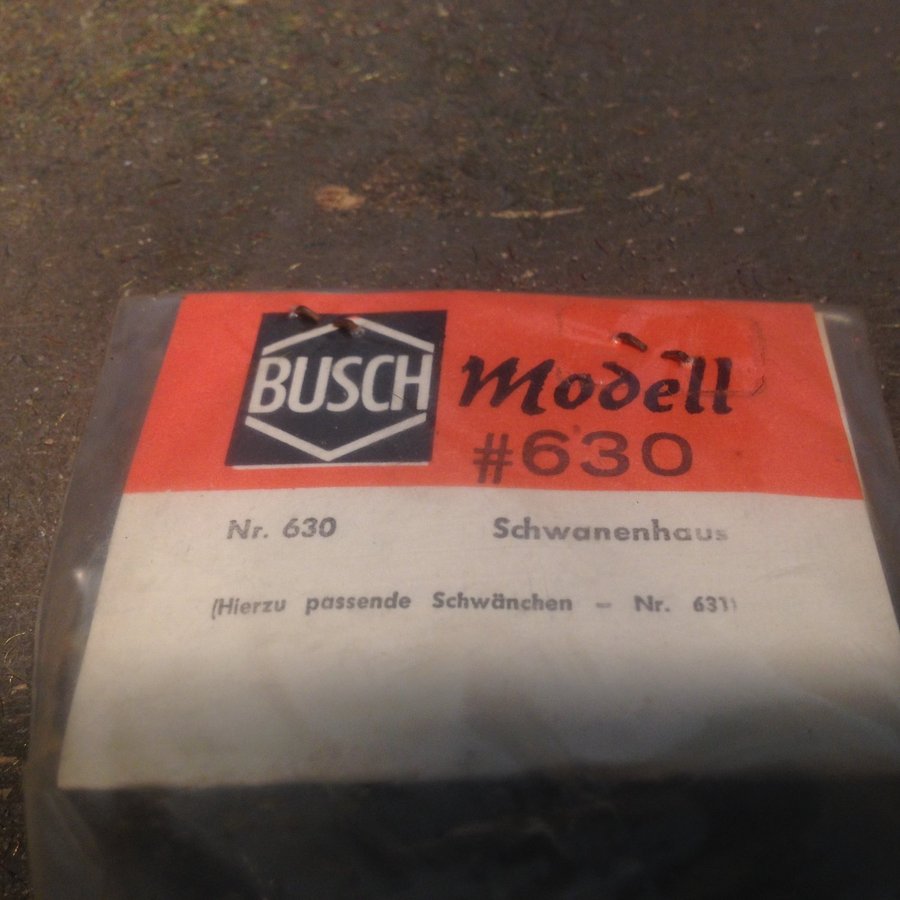 BUSCH Modell
#630
Nr. 630 Schwanenhaus
(Hierzu passende Schwänchen – Nr. 631)